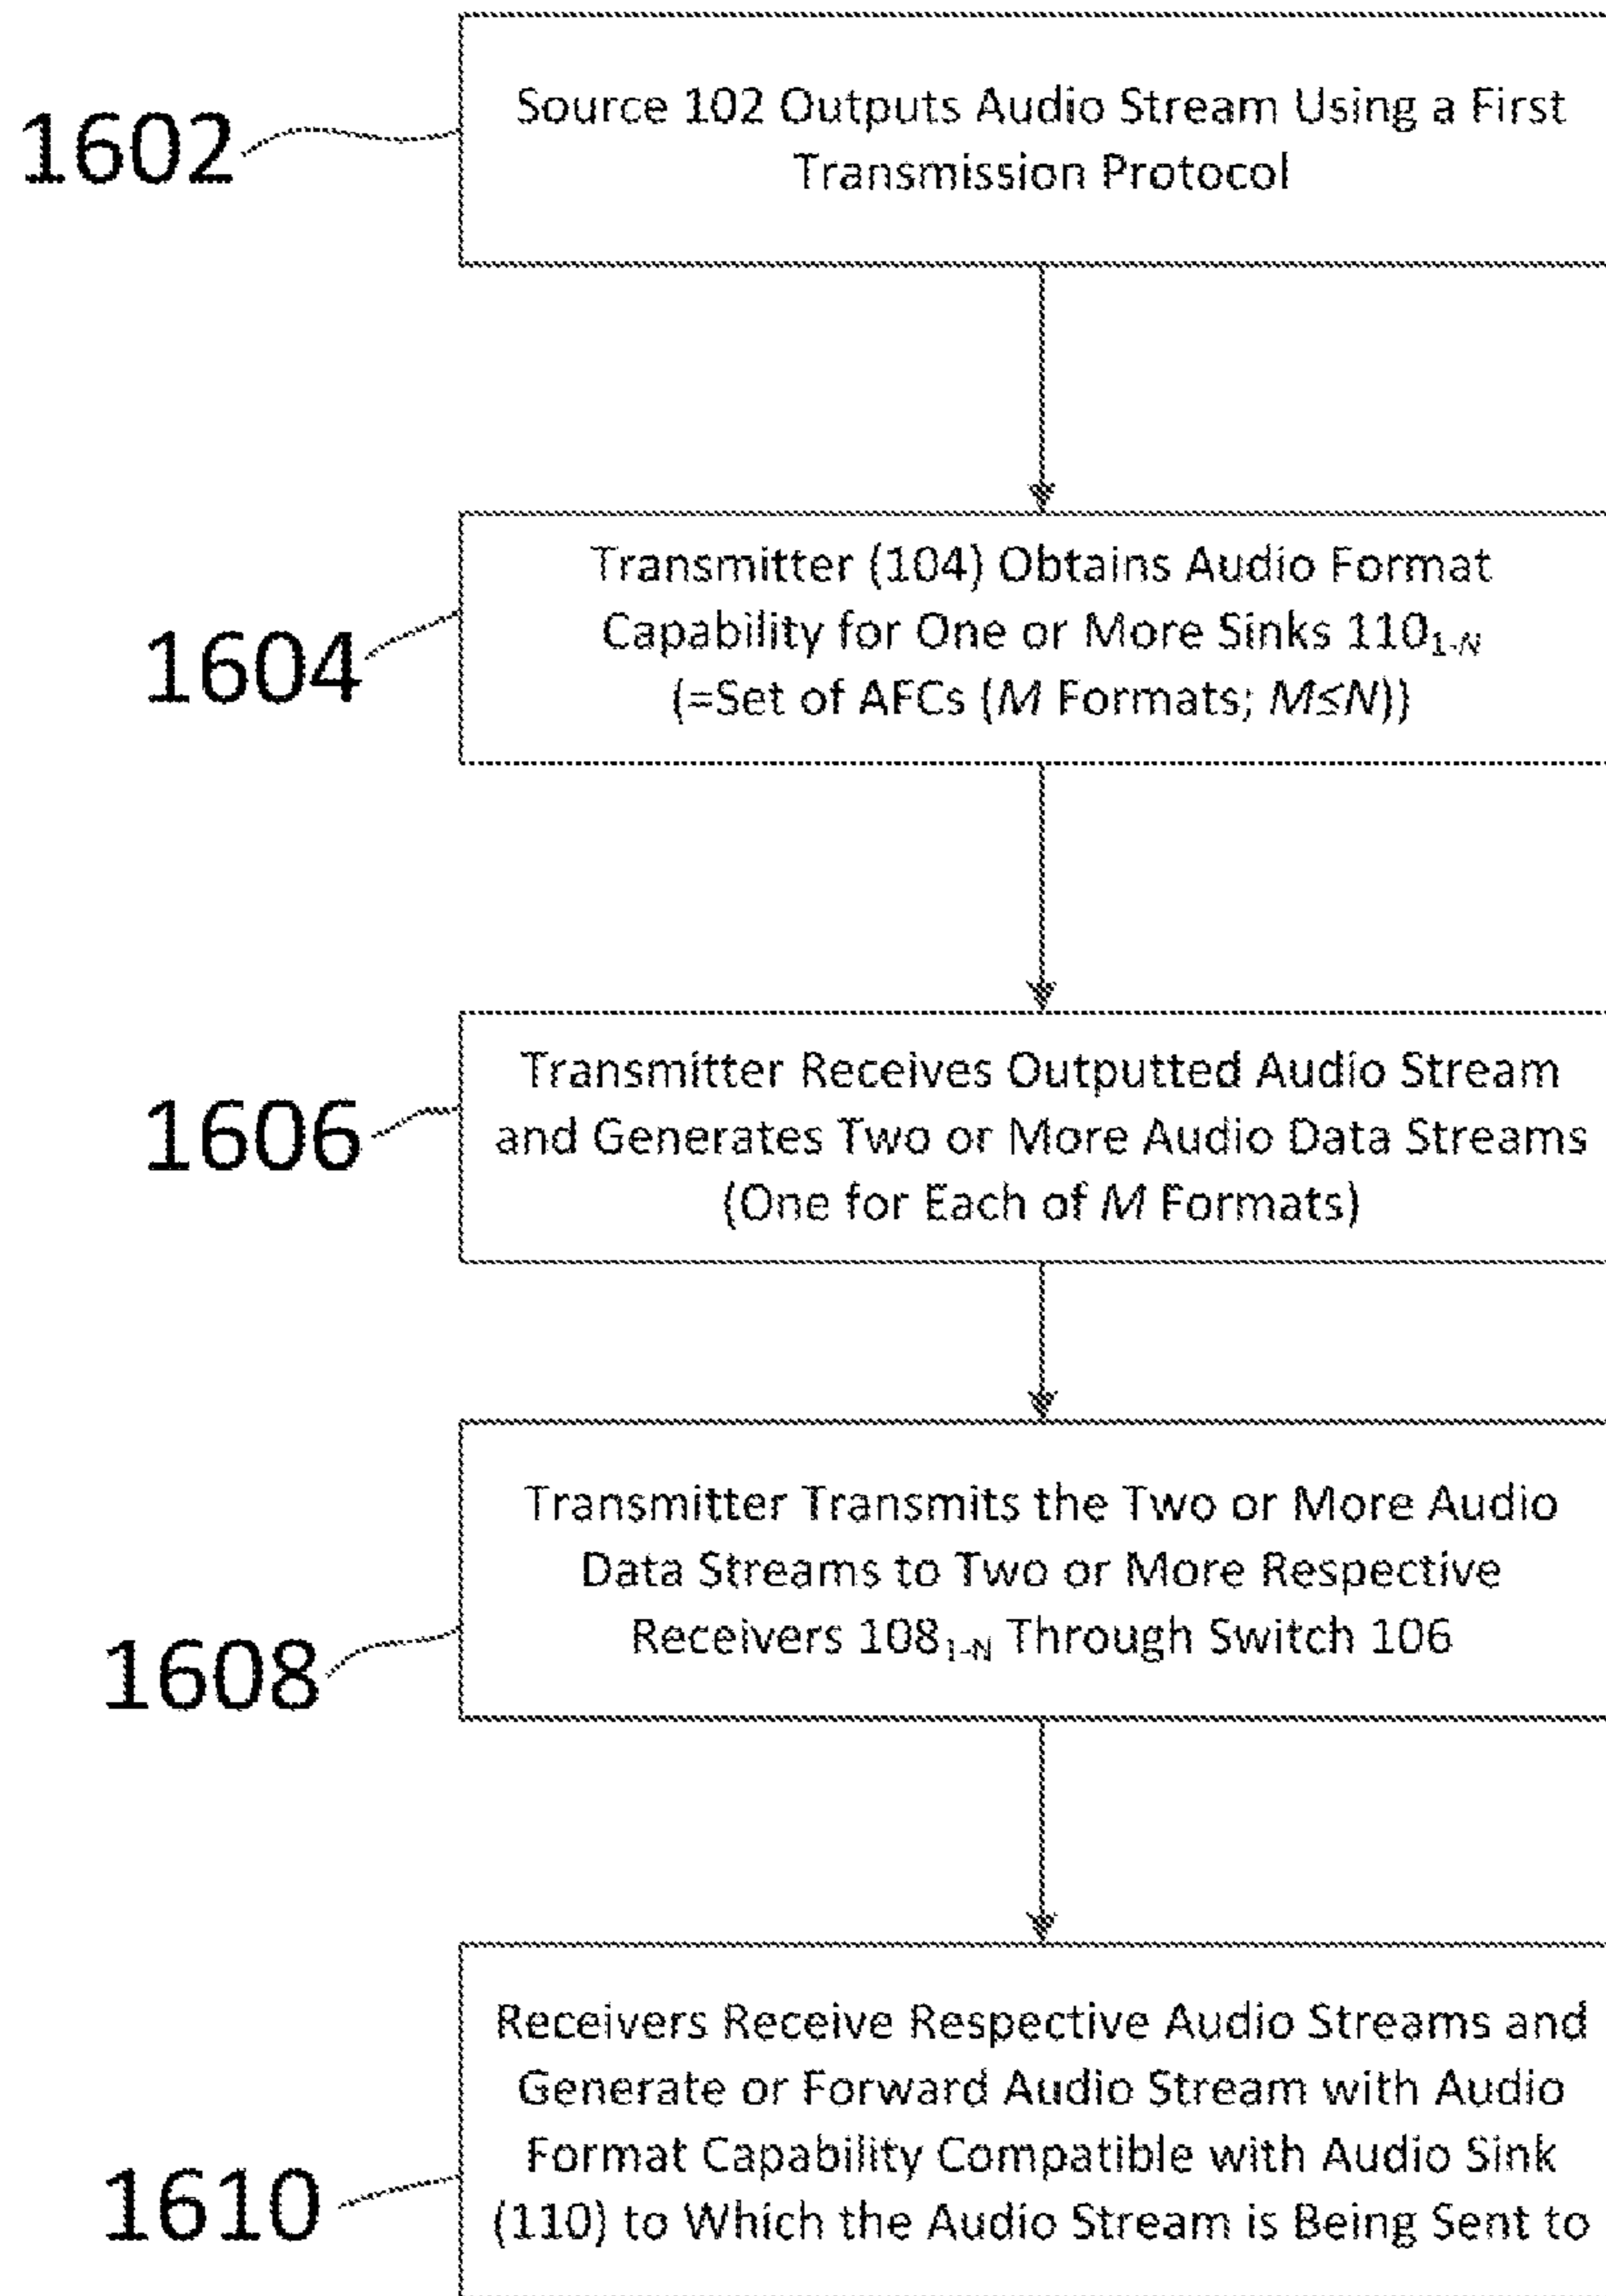 1602
Source 102 Outputs Audio Stream Using a First
Transmission Protocol
1604
Transmitter (104) Obtains Audio Format
Capability for One or More Sinks 110₁₋N
(=Set of AFCs (M Formats; M≤N))
1606
Transmitter Receives Outputted Audio Stream
and Generates Two or More Audio Data Streams
(One for Each of M Formats)
1608
Transmitter Transmits the Two or More Audio
Data Streams to Two or More Respective
Receivers 108₁₋N Through Switch 106
1610
Receivers Receive Respective Audio Streams and
Generate or Forward Audio Stream with Audio
Format Capability Compatible with Audio Sink
(110) to Which the Audio Stream is Being Sent to